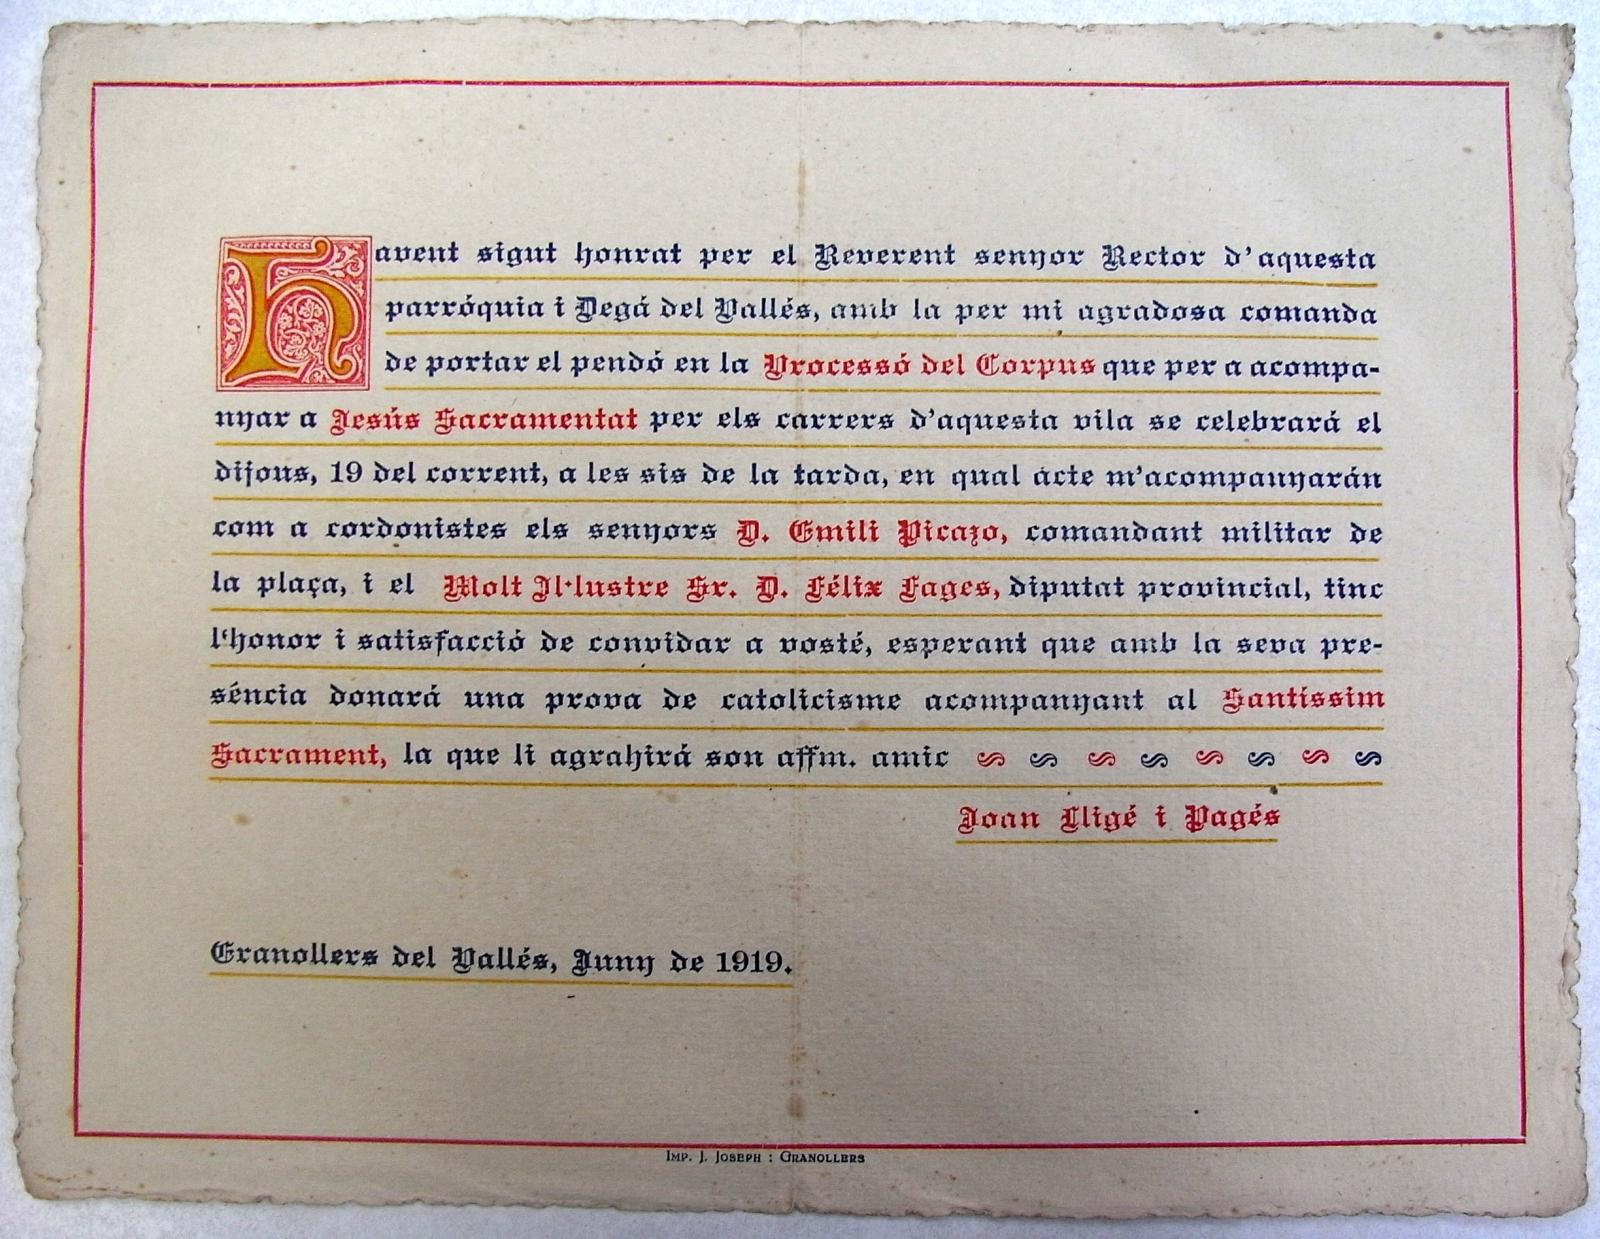 Havent sigut honrat per el Reverent senyor Rector d'aquesta
parróquia i Degá del Vallés, amb la per mi agradosa comanda
de portar el pendó en la Processó del Corpus que per a acompa-
nyar a Jesús Sacramentat per els carrers d'aquesta vila se celebrará el
dijous, 19 del corrent, a les sis de la tarda, en qual acte m'acompanyarán
com a cordonistes els senyors D. Emili Picazo, comandant militar de
la plaça, i el Molt Il·lustre Sr. D. Félix Fages, diputat provincial, tinc
l'honor i satisfacció de convidar a vosté, esperant que amb la seva pre-
séncia donará una prova de catolicisme acompanyant al Santíssim
Sacrament, la que li agrahirá son affm. amic
Joan Lligé i Pagés
Granollers del Vallés, Juny de 1919.
Imp. J. Joseph : Granollers